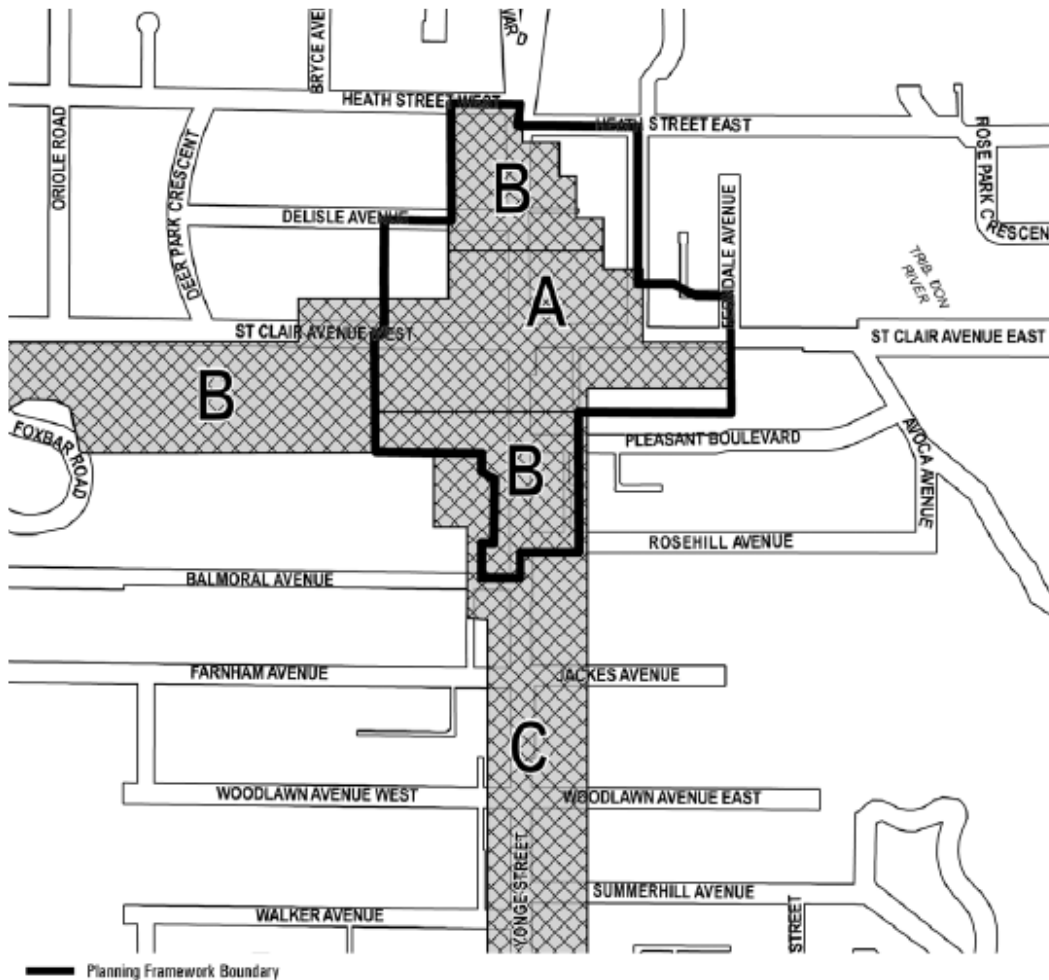 BRYCE AVE
HEATH STREET WEST
HEATH STREET EAST
ORIOLE ROAD
DEER PARK CRESCENT
ROSE PARK CRESCEN
B
DELISLE AVENUE
FERNDALE AVENUE
TRIB. DON
RIVER
A
ST CLAIR AVENUE WEST
ST CLAIR AVENUE EAST
B
FOXBAR ROAD
PLEASANT BOULEVARD
AVOCA AVENUE
B
ROSEHILL AVENUE
BALMORAL AVENUE
FARNHAM AVENUE
JACKES AVENUE
C
WOODLAWN AVENUE WEST
WOODLAWN AVENUE EAST
YONGE STREET
SUMMERHILL AVENUE
WALKER AVENUE
STREET
Planning Framework Boundary